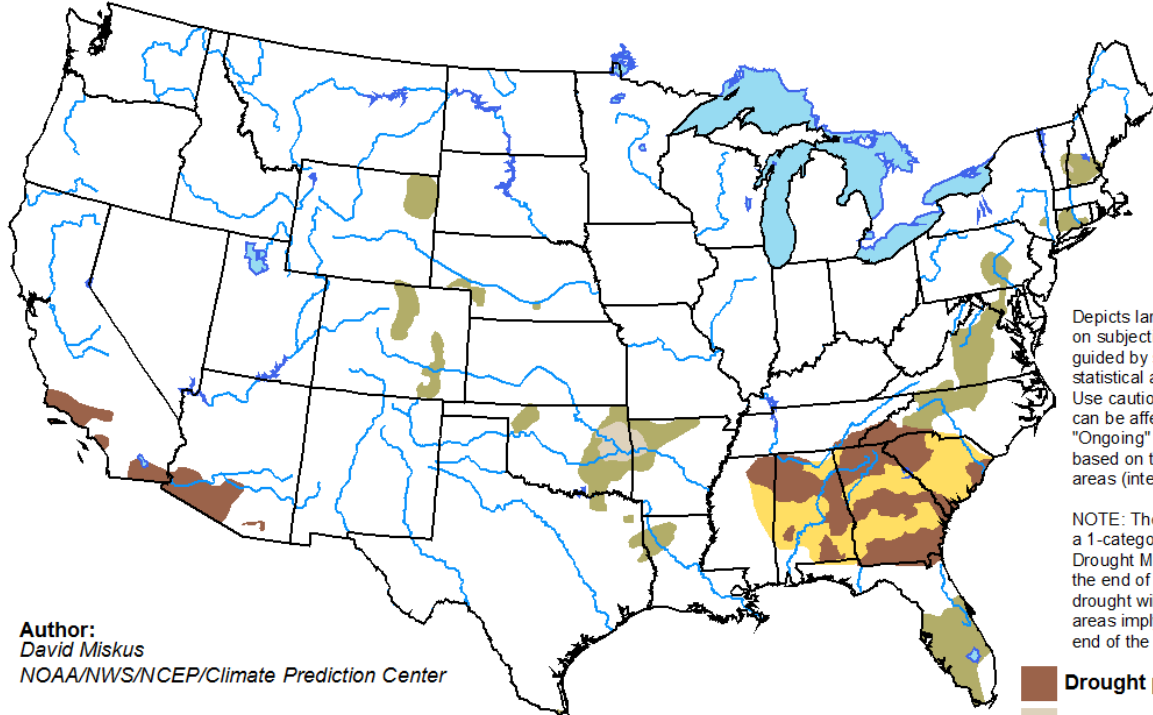 Depicts lar
on subject
guided by
statistical a
Use cautio
can be affe
"Ongoing"
based on t
areas (inte
NOTE: The
a 1-catego
Drought M
the end of
drought wi
areas impl
end of the
Author:
David Miskus
NOAA/NWS/NCEP/Climate Prediction Center
Drought p